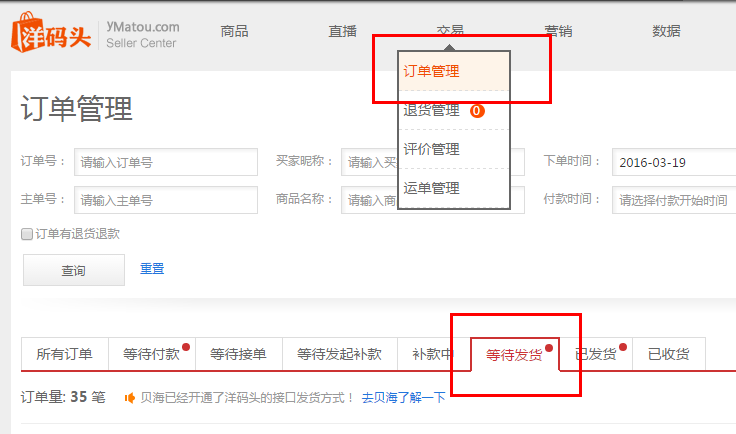 洋码头 YMatou.com
Seller Center
商品 直播 交易 营销 数据
订单管理
退货管理 0
评价管理
运单管理
订单管理
订单号： 请输入订单号 买家昵称： 请输入买 下单时间： 2016-03-19
主单号： 请输入主单号 商品名称： 请输入商 付款时间： 请选择付款开始时间
订单有退货退款
查询 重置
所有订单 等待付款 等待接单 等待发起补款 补款中 等待发货 已发货 已收货
订单量: 35 笔 贝海已经开通了洋码头的接口发货方式！ 去贝海了解一下